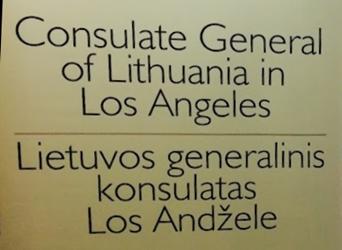 Consulate General
of Lithuania in
Los Angeles
Lietuvos generalinis
konsulatas
Los Andžele